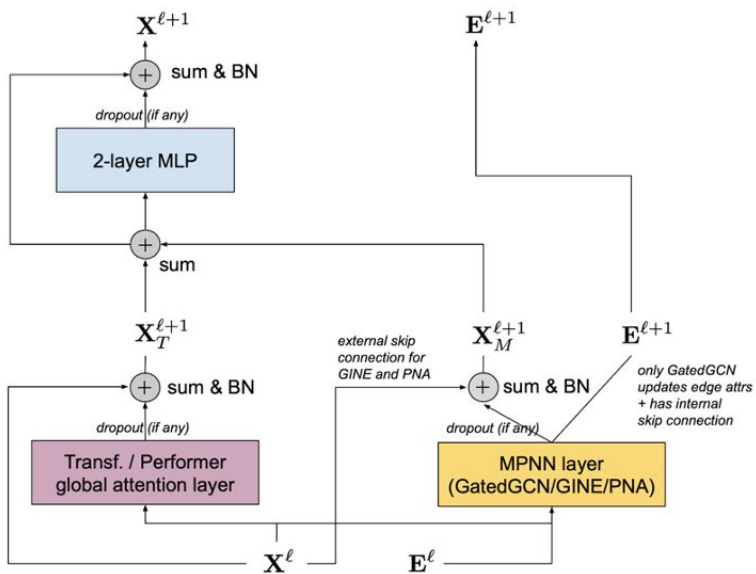 X^{ℓ+1}
E^{ℓ+1}
+
sum & BN
dropout (if any)
2-layer MLP
+
sum
X_T^{ℓ+1}
external skip
connection for
GINE and PNA
X_M^{ℓ+1}
E^{ℓ+1}
+
sum & BN
+
sum & BN
only GatedGCN
updates edge attrs
+ has internal
skip connection
dropout (if any)
dropout (if any)
Transf. / Performer
global attention layer
MPNN layer
(GatedGCN/GINE/PNA)
X^ℓ
E^ℓ